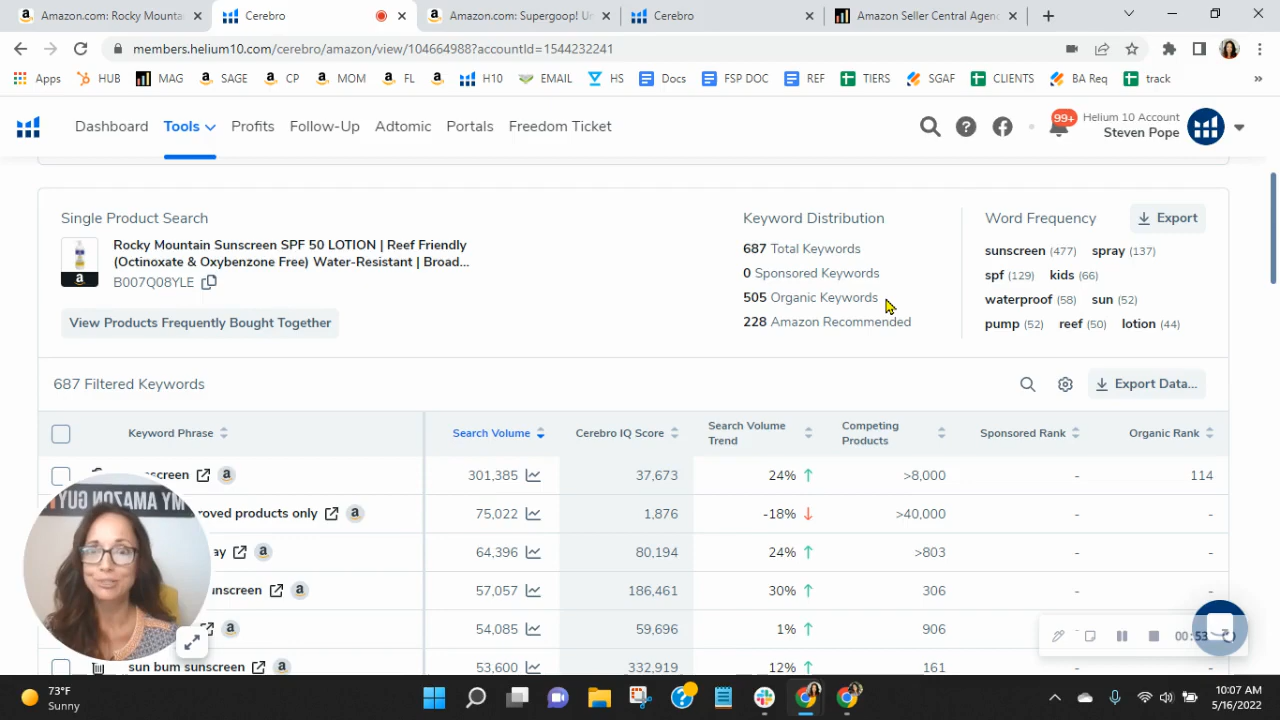 Amazon.com: Rocky Mounta
Cerebro
Amazon.com: Supergoop! Un
Cerebro
Amazon Seller Central Agen
members.helium10.com/cerebro/amazon/view/104664988?accountId=1544232241
Apps HUB MAG SAGE CP MOM FL H10 EMAIL HS Docs FSP DOC REF TIERS SGAF CLIENTS BA Req track
Dashboard Tools Profits Follow-Up Adtomic Portals Freedom Ticket
99+
Helium 10 Account
Steven Pope
Single Product Search
Rocky Mountain Sunscreen SPF 50 LOTION | Reef Friendly
(Octinoxate & Oxybenzone Free) Water-Resistant | Broad...
B007Q08YLE
View Products Frequently Bought Together
Keyword Distribution
687 Total Keywords
0 Sponsored Keywords
505 Organic Keywords
228 Amazon Recommended
Word Frequency
Export
sunscreen (477) spray (137)
spf (129) kids (66)
waterproof (58) sun (52)
pump (52) reef (50) lotion (44)
687 Filtered Keywords
Export Data...
Keyword Phrase Search Volume Cerebro IQ Score Search Volume Trend Competing Products Sponsored Rank Organic Rank
screen 301,385 37,673 24% >8,000 - 114
roved products only 75,022 1,876 -18% >40,000 - -
ay 64,396 80,194 24% >803 - -
unscreen 57,057 186,461 30% 306 - -
54,085 59,696 1% 906 -
sun bum sunscreen 53,600 332,919 12% 161 - -
MY AMAZON GUY
00:53
73°F
Sunny
10:07 AM
5/16/2022